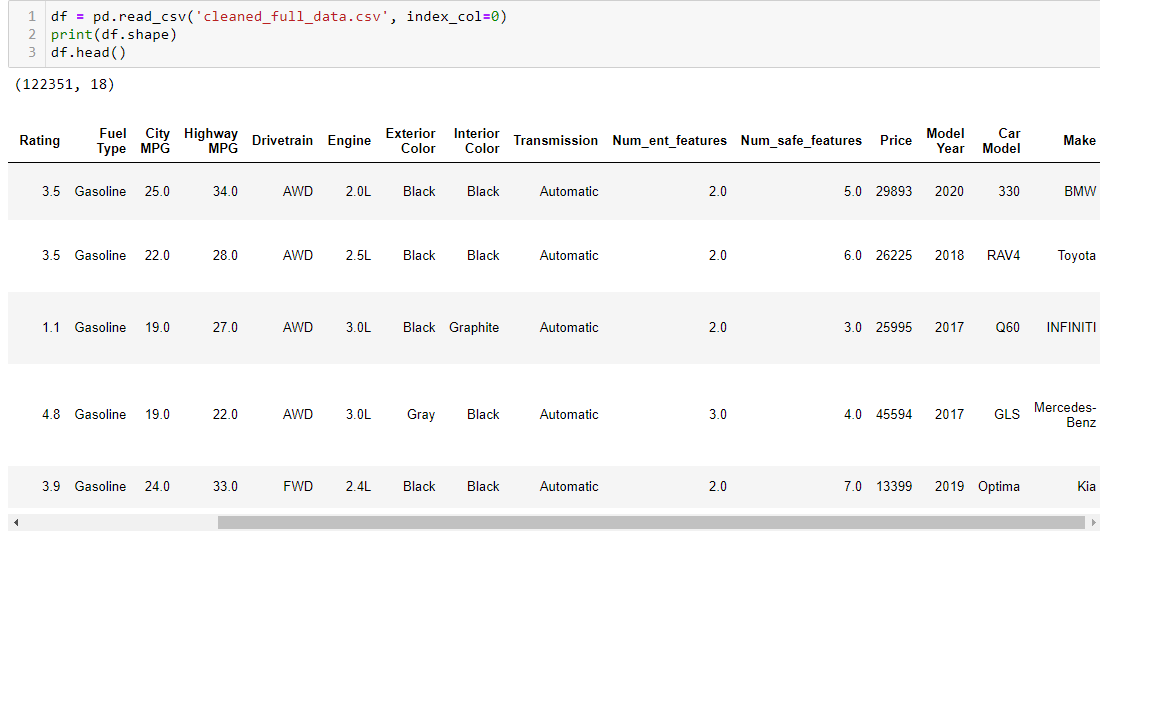 1 df = pd.read_csv('cleaned_full_data.csv', index_col=0)
2 print(df.shape)
3 df.head()
(122351, 18)
Rating Fuel Type City MPG Highway MPG Drivetrain Engine Exterior Color Interior Color Transmission Num_ent_features Num_safe_features Price Model Year Car Model Make
3.5 Gasoline 25.0 34.0 AWD 2.0L Black Black Automatic 2.0 5.0 29893 2020 330 BMW
3.5 Gasoline 22.0 28.0 AWD 2.5L Black Black Automatic 2.0 6.0 26225 2018 RAV4 Toyota
1.1 Gasoline 19.0 27.0 AWD 3.0L Black Graphite Automatic 2.0 3.0 25995 2017 Q60 INFINITI
4.8 Gasoline 19.0 22.0 AWD 3.0L Gray Black Automatic 3.0 4.0 45594 2017 GLS Mercedes-Benz
3.9 Gasoline 24.0 33.0 FWD 2.4L Black Black Automatic 2.0 7.0 13399 2019 Optima Kia